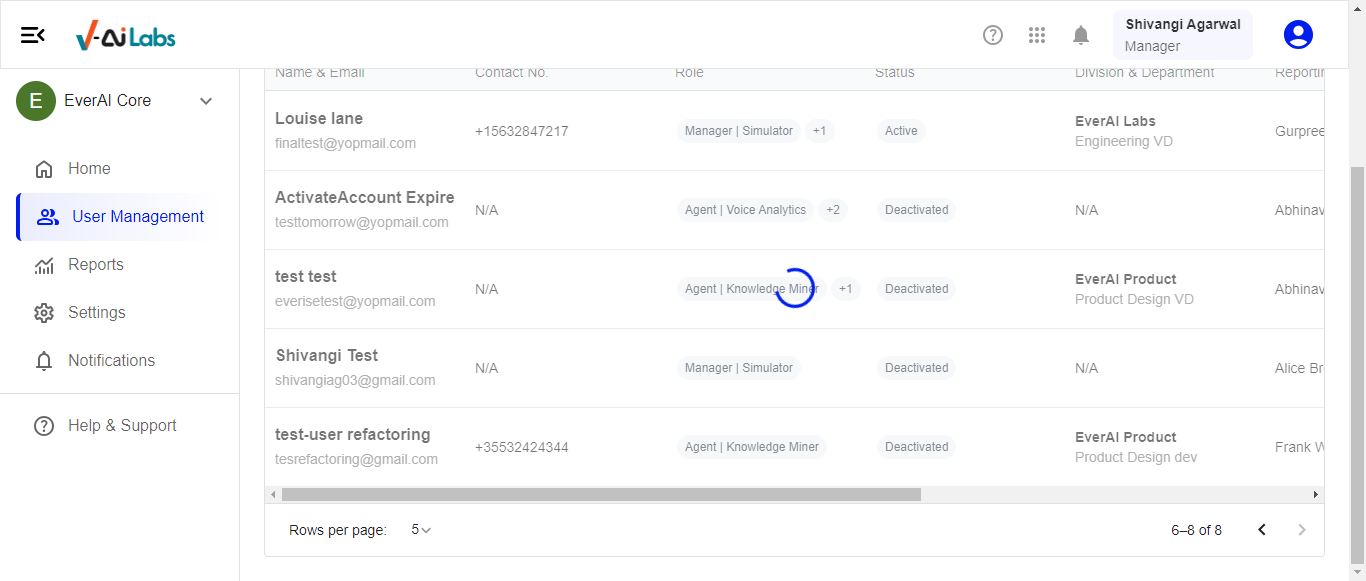 V-Ai Labs
Shivangi Agarwal
Manager
E EverAI Core
Home
User Management
Reports
Settings
Notifications
Help & Support
Name & Email Contact No. Role Status Division & Department Reportin
Louise lane
finaltest@yopmail.com
+15632847217
Manager | Simulator +1
Active
EverAI Labs
Engineering VD
Gurpree
ActivateAccount Expire
testtomorrow@yopmail.com
N/A
Agent | Voice Analytics +2
Deactivated
N/A
Abhinav
test test
everisetest@yopmail.com
N/A
Agent | Knowledge Miner +1
Deactivated
EverAI Product
Product Design VD
Abhinav
Shivangi Test
shivangiag03@gmail.com
N/A
Manager | Simulator
Deactivated
N/A
Alice Br
test-user refactoring
tesrefactoring@gmail.com
+35532424344
Agent | Knowledge Miner
Deactivated
EverAI Product
Product Design dev
Frank W
Rows per page: 5
6–8 of 8